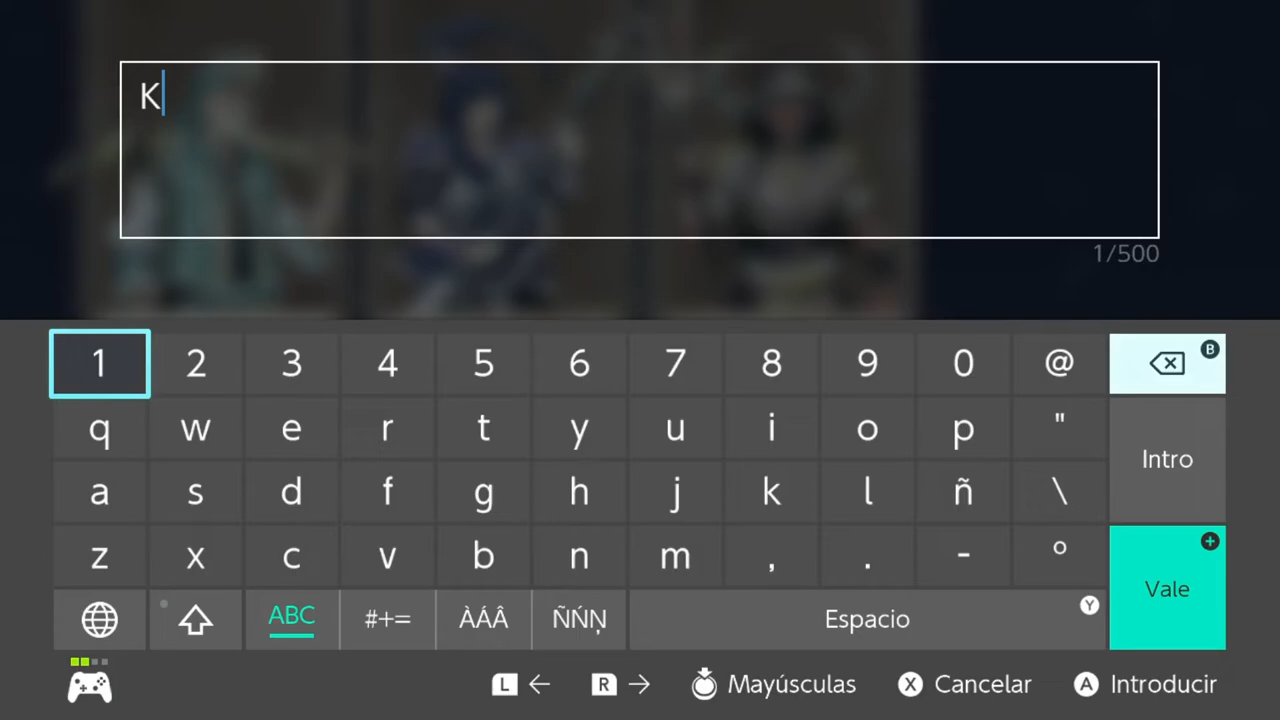 K
1/500
1 2 3 4 5 6 7 8 9 0 @ B
q w e r t y u i o p "
Intro
a s d f g h j k l ñ \
z x c v b n m , . - º
+
Vale
ABC #+= ÀÁÂ ÑŃŅ Espacio Y
L ← R → Mayúsculas X Cancelar A Introducir